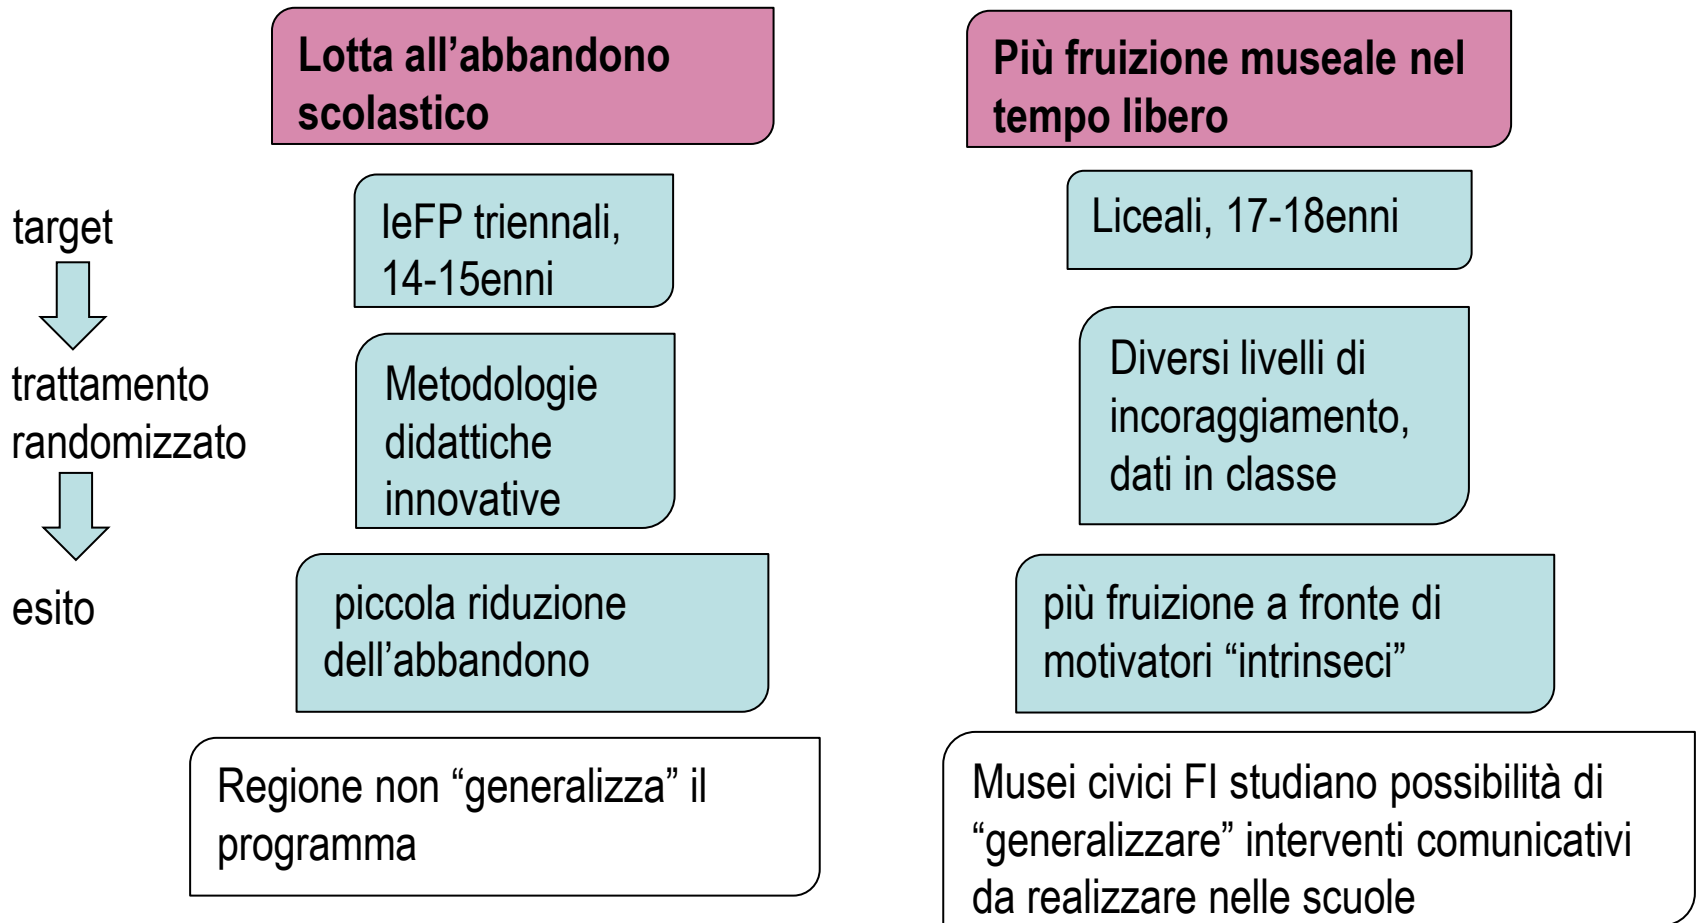 Lotta all’abbandono
scolastico
Più fruizione museale nel
tempo libero
target
IeFP triennali,
14-15enni
Liceali, 17-18enni
trattamento
randomizzato
Metodologie
didattiche
innovative
Diversi livelli di
incoraggiamento,
dati in classe
esito
piccola riduzione
dell’abbandono
più fruizione a fronte di
motivatori “intrinseci”
Regione non “generalizza” il
programma
Musei civici FI studiano possibilità di
“generalizzare” interventi comunicativi
da realizzare nelle scuole